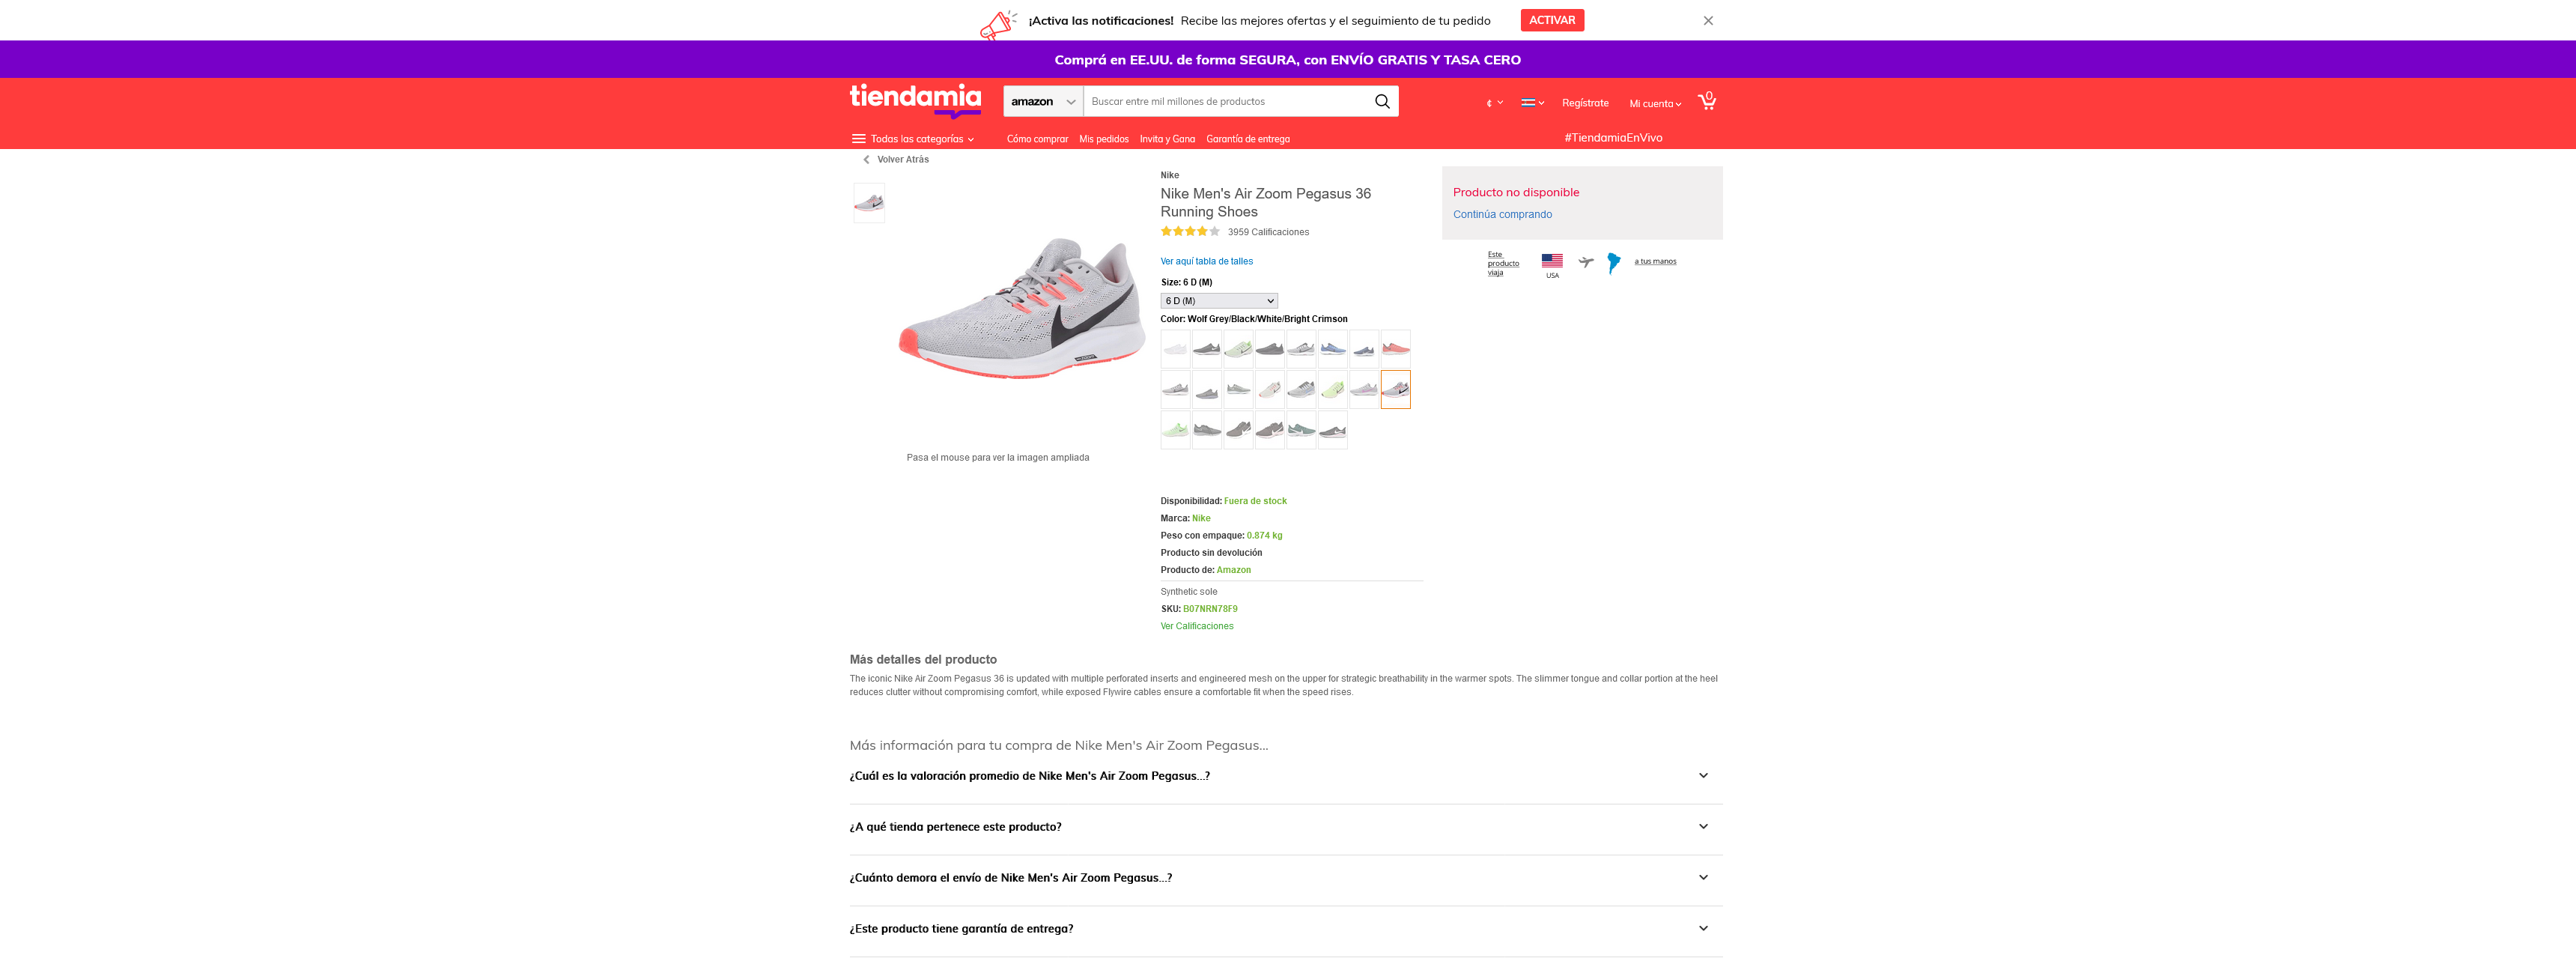 ¡Activa las notificaciones! Recibe las mejores ofertas y el seguimiento de tu pedido ACTIVAR
Comprá en EE.UU. de forma SEGURA, con ENVÍO GRATIS Y TASA CERO
tiendamia
amazon
Buscar entre mil millones de productos
¢
Regístrate
Mi cuenta
0
Todas las categorías
Cómo comprar Mis pedidos Invita y Gana Garantía de entrega
#TiendamiaEnVivo
Volver Atrás
Pasa el mouse para ver la imagen ampliada
Nike
Nike Men's Air Zoom Pegasus 36
Running Shoes
3959 Calificaciones
Ver aquí tabla de talles
Size: 6 D (M)
6 D (M)
Color: Wolf Grey/Black/White/Bright Crimson
Disponibilidad: Fuera de stock
Marca: Nike
Peso con empaque: 0.874 kg
Producto sin devolución
Producto de: Amazon
Synthetic sole
SKU: B07NRN78F9
Ver Calificaciones
Producto no disponible
Continúa comprando
Este
producto
viaja
USA
a tus manos
Más detalles del producto
The iconic Nike Air Zoom Pegasus 36 is updated with multiple perforated inserts and engineered mesh on the upper for strategic breathability in the warmer spots. The slimmer tongue and collar portion at the heel
reduces clutter without compromising comfort, while exposed Flywire cables ensure a comfortable fit when the speed rises.
Más información para tu compra de Nike Men's Air Zoom Pegasus...
¿Cuál es la valoración promedio de Nike Men's Air Zoom Pegasus...?
¿A qué tienda pertenece este producto?
¿Cuánto demora el envío de Nike Men's Air Zoom Pegasus...?
¿Este producto tiene garantía de entrega?